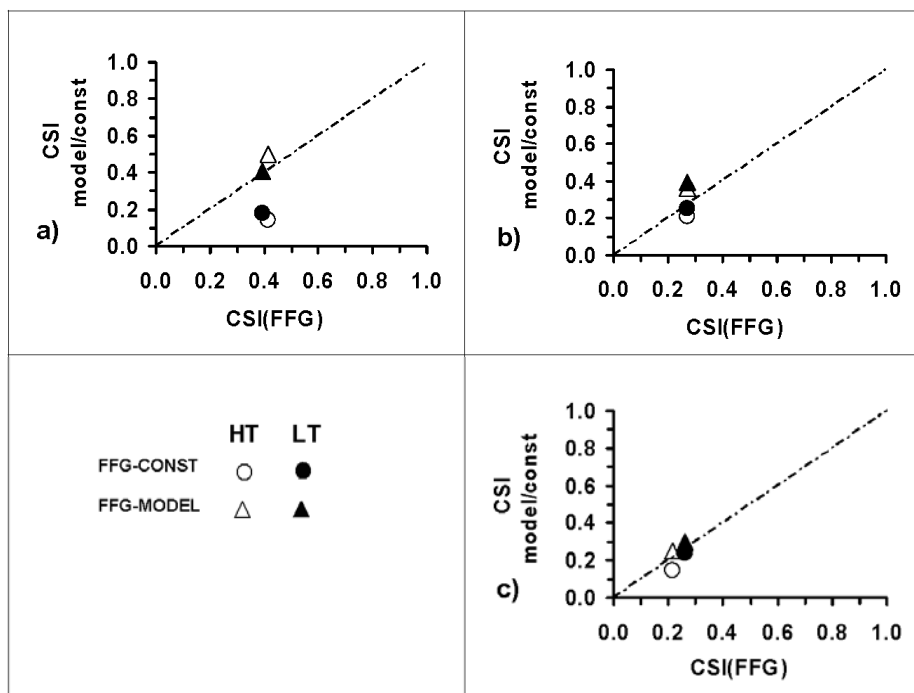 1.0
0.8
0.6
0.4
0.2
0.0
CSI
model/const
a)
0.0 0.2 0.4 0.6 0.8 1.0
CSI(FFG)
1.0
0.8
0.6
0.4
0.2
0.0
CSI
model/const
b)
0.0 0.2 0.4 0.6 0.8 1.0
CSI(FFG)
HT LT
FFG-CONST
FFG-MODEL
1.0
0.8
0.6
0.4
0.2
0.0
CSI
model/const
c)
0.0 0.2 0.4 0.6 0.8 1.0
CSI(FFG)